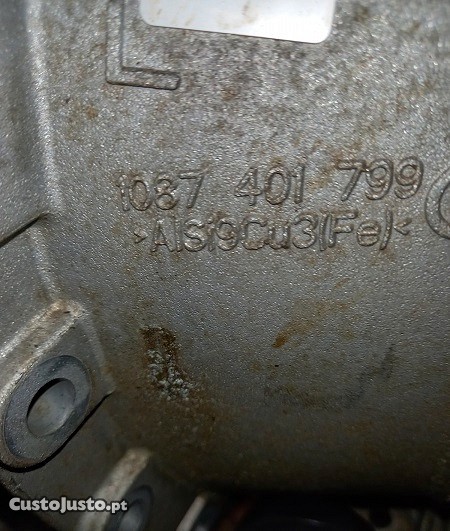 L
1087 401 799
>AlSi9Cu3(Fe)<
CustoJusto.pt